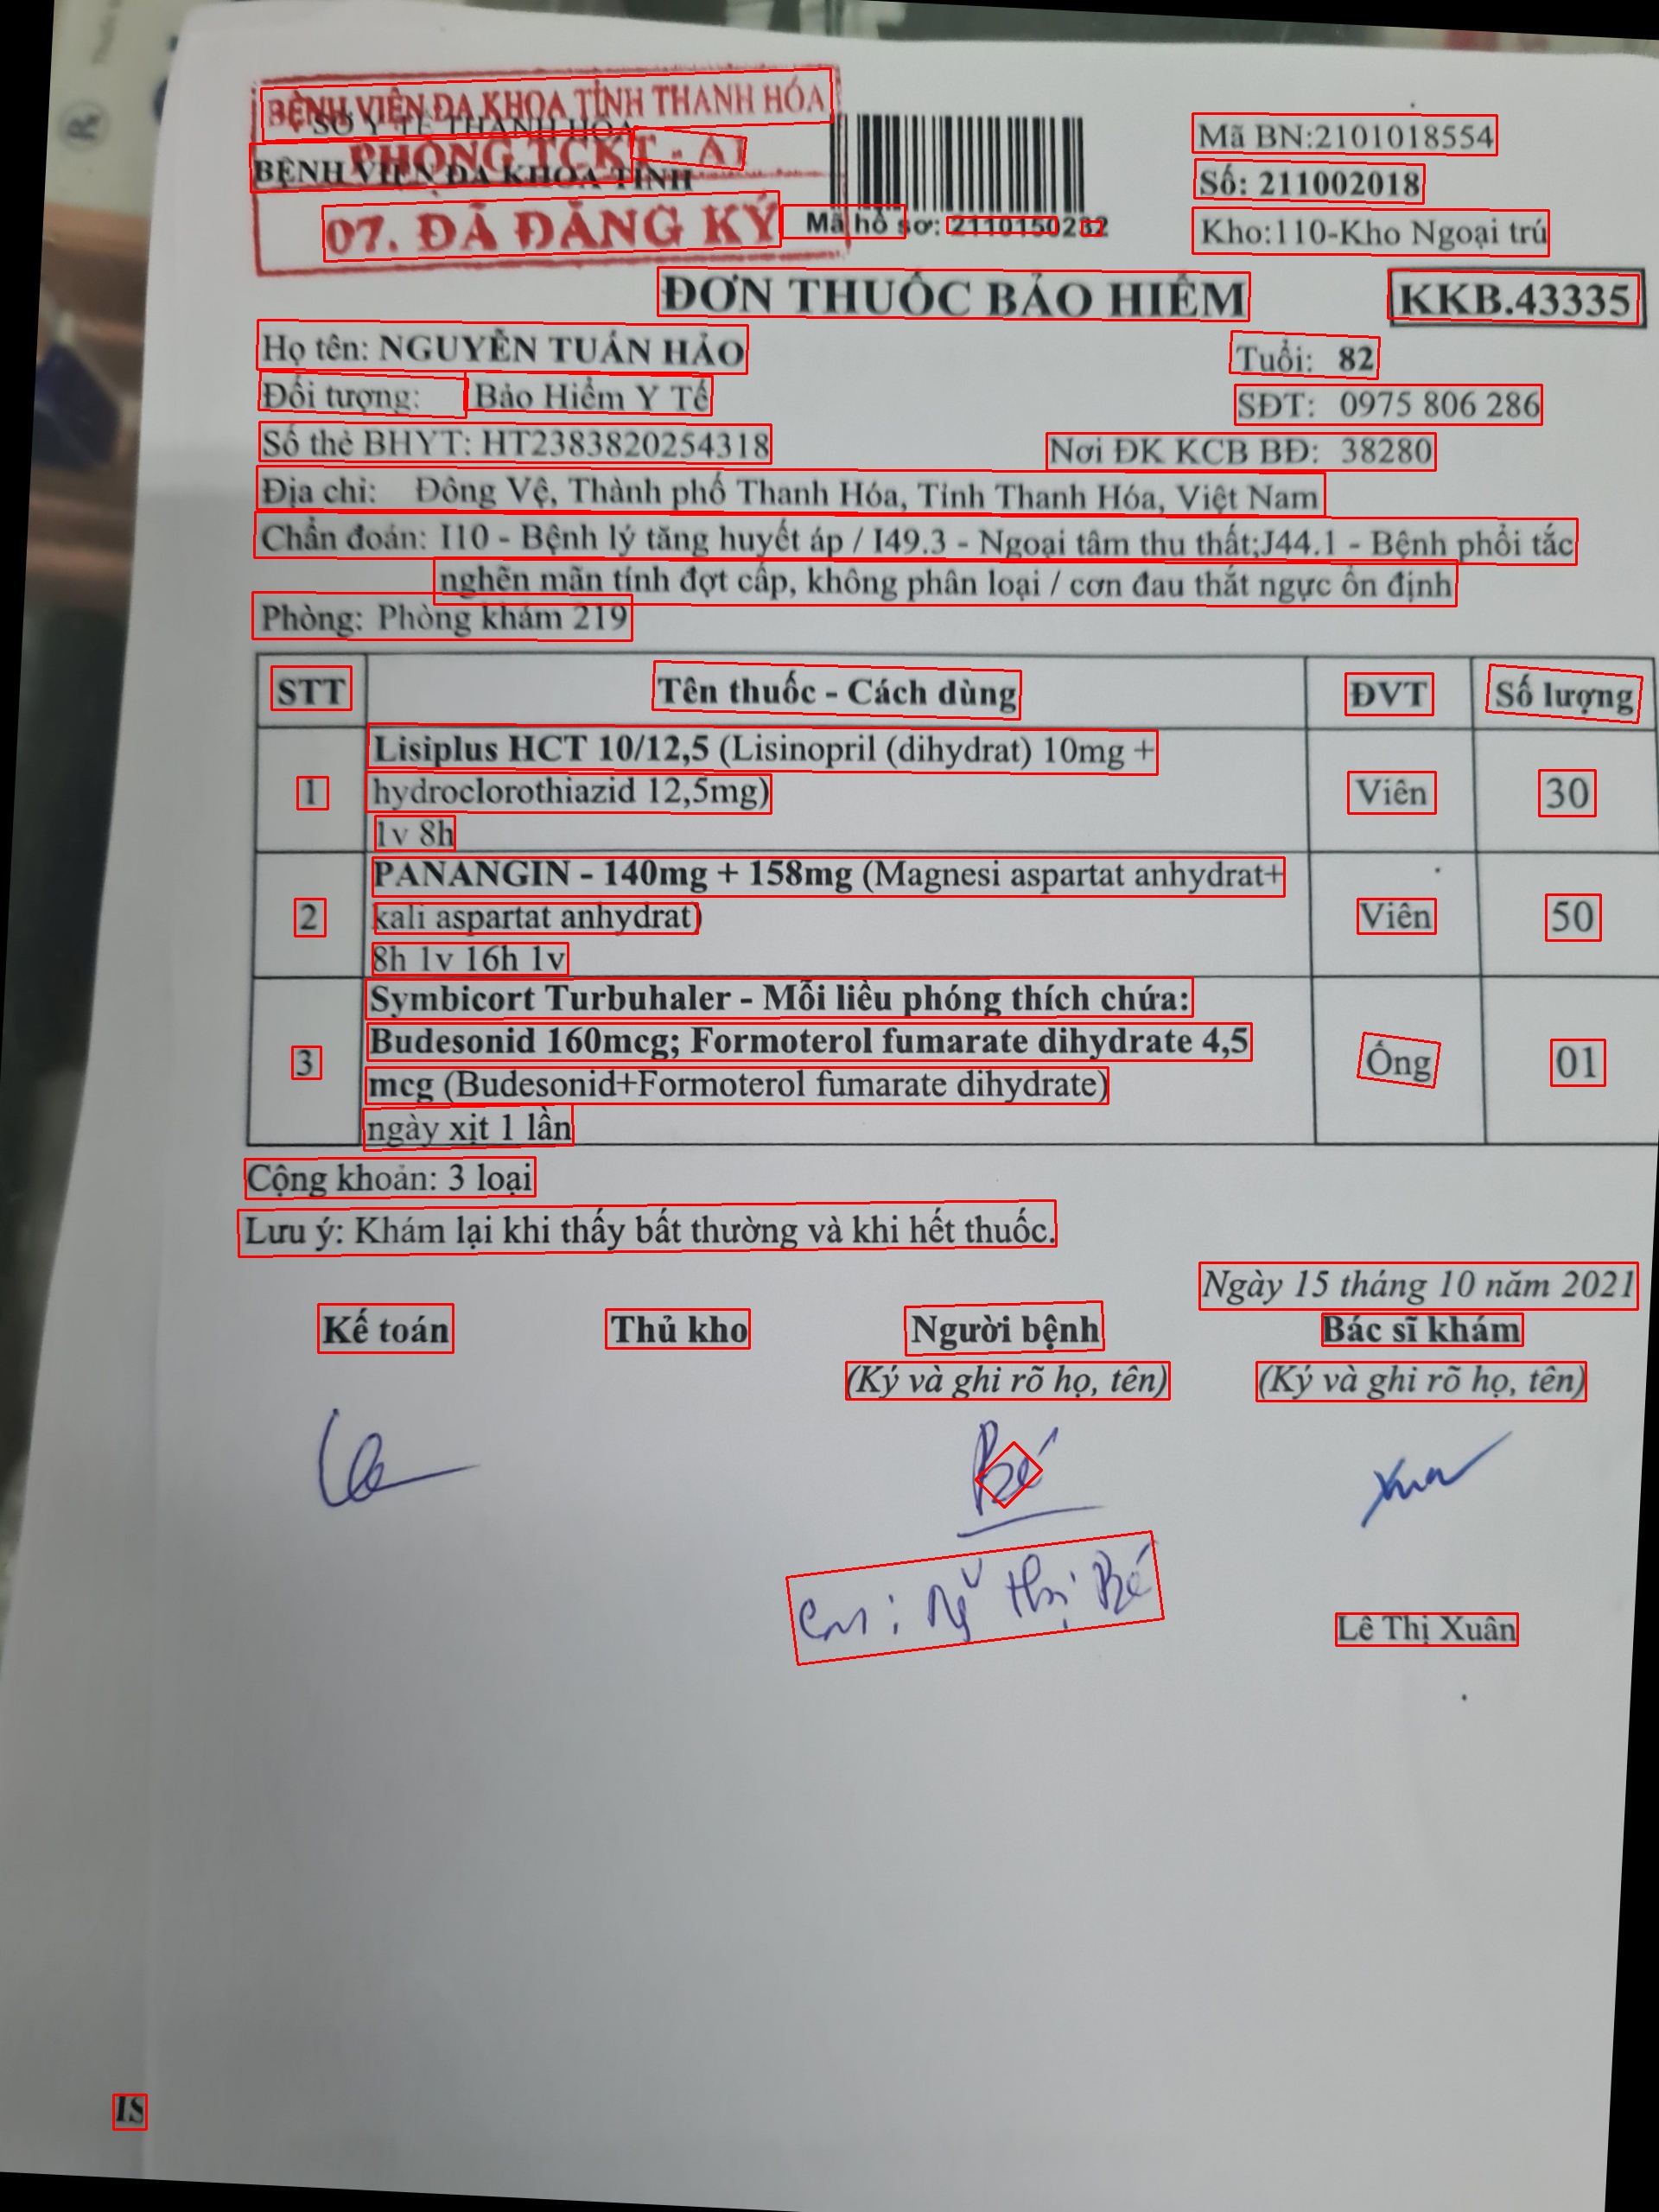 BỆNH VIỆN ĐA KHOA TỈNH THANH HÓA
SỞ Y TẾ THANH HÓA
PHÒNG TCKT - A1
BỆNH VIỆN ĐA KHOA TỈNH
07. ĐÃ ĐĂNG KÝ
Mã hồ sơ: 2110150232
Mã BN:2101018554
Số: 211002018
Kho:110-Kho Ngoại trú
ĐƠN THUỐC BẢO HIỂM
KKB.43335
Họ tên: NGUYỄN TUẤN HẢO Tuổi: 82
Đối tượng: Bảo Hiểm Y Tế SĐT: 0975 806 286
Số thẻ BHYT: HT2383820254318 Nơi ĐK KCB BĐ: 38280
Địa chỉ: Đông Vệ, Thành phố Thanh Hóa, Tỉnh Thanh Hóa, Việt Nam
Chẩn đoán: I10 - Bệnh lý tăng huyết áp / I49.3 - Ngoại tâm thu thất;J44.1 - Bệnh phổi tắc
nghẽn mãn tính đợt cấp, không phân loại / cơn đau thắt ngực ổn định
Phòng: Phòng khám 219
STT Tên thuốc - Cách dùng ĐVT Số lượng
1 Lisiplus HCT 10/12,5 (Lisinopril (dihydrat) 10mg +
hydroclorothiazid 12,5mg) Viên 30
1v 8h
PANANGIN - 140mg + 158mg (Magnesi aspartat anhydrat+
2 kali aspartat anhydrat) Viên 50
8h 1v 16h 1v
Symbicort Turbuhaler - Mỗi liều phóng thích chứa:
Budesonid 160mcg; Formoterol fumarate dihydrate 4,5
3 mcg (Budesonid+Formoterol fumarate dihydrate) Ống 01
ngày xịt 1 lần
Cộng khoản: 3 loại
Lưu ý: Khám lại khi thấy bất thường và khi hết thuốc.
Ngày 15 tháng 10 năm 2021
Kế toán Thủ kho Người bệnh Bác sĩ khám
(Ký và ghi rõ họ, tên) (Ký và ghi rõ họ, tên)
Bé
Thị Bé
Lê Thị Xuân
IS